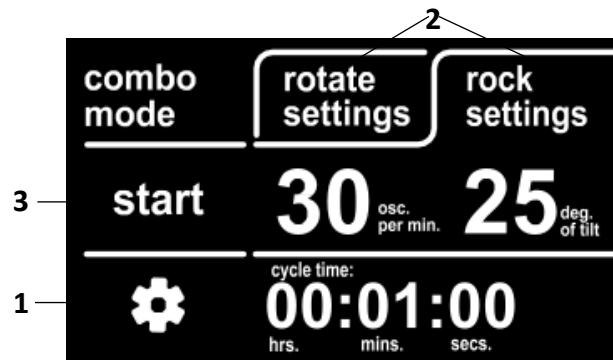 2
combo
mode
rotate
settings
rock
settings
3
start
30
osc.
per min.
25
deg.
of tilt
1
cycle time:
00:01:00
hrs. mins. secs.